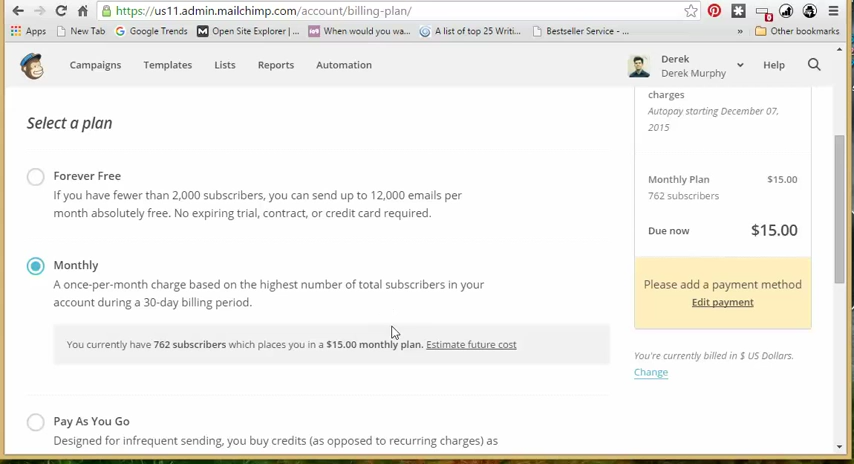 https://us11.admin.mailchimp.com/account/billing-plan/
Apps New Tab Google Trends Open Site Explorer |... When would you wa... A list of top 25 Writi... Bestseller Service -... » Other bookmarks
Campaigns Templates Lists Reports Automation Derek Help
Derek Murphy
charges
Autopay starting December 07,
2015
Select a plan
Forever Free
If you have fewer than 2,000 subscribers, you can send up to 12,000 emails per
month absolutely free. No expiring trial, contract, or credit card required.
Monthly Plan $15.00
762 subscribers
Due now $15.00
Monthly
A once-per-month charge based on the highest number of total subscribers in your
account during a 30-day billing period.
Please add a payment method
Edit payment
You currently have 762 subscribers which places you in a $15.00 monthly plan. Estimate future cost
You're currently billed in $ US Dollars.
Change
Pay As You Go
Designed for infrequent sending, you buy credits (as opposed to recurring charges) as